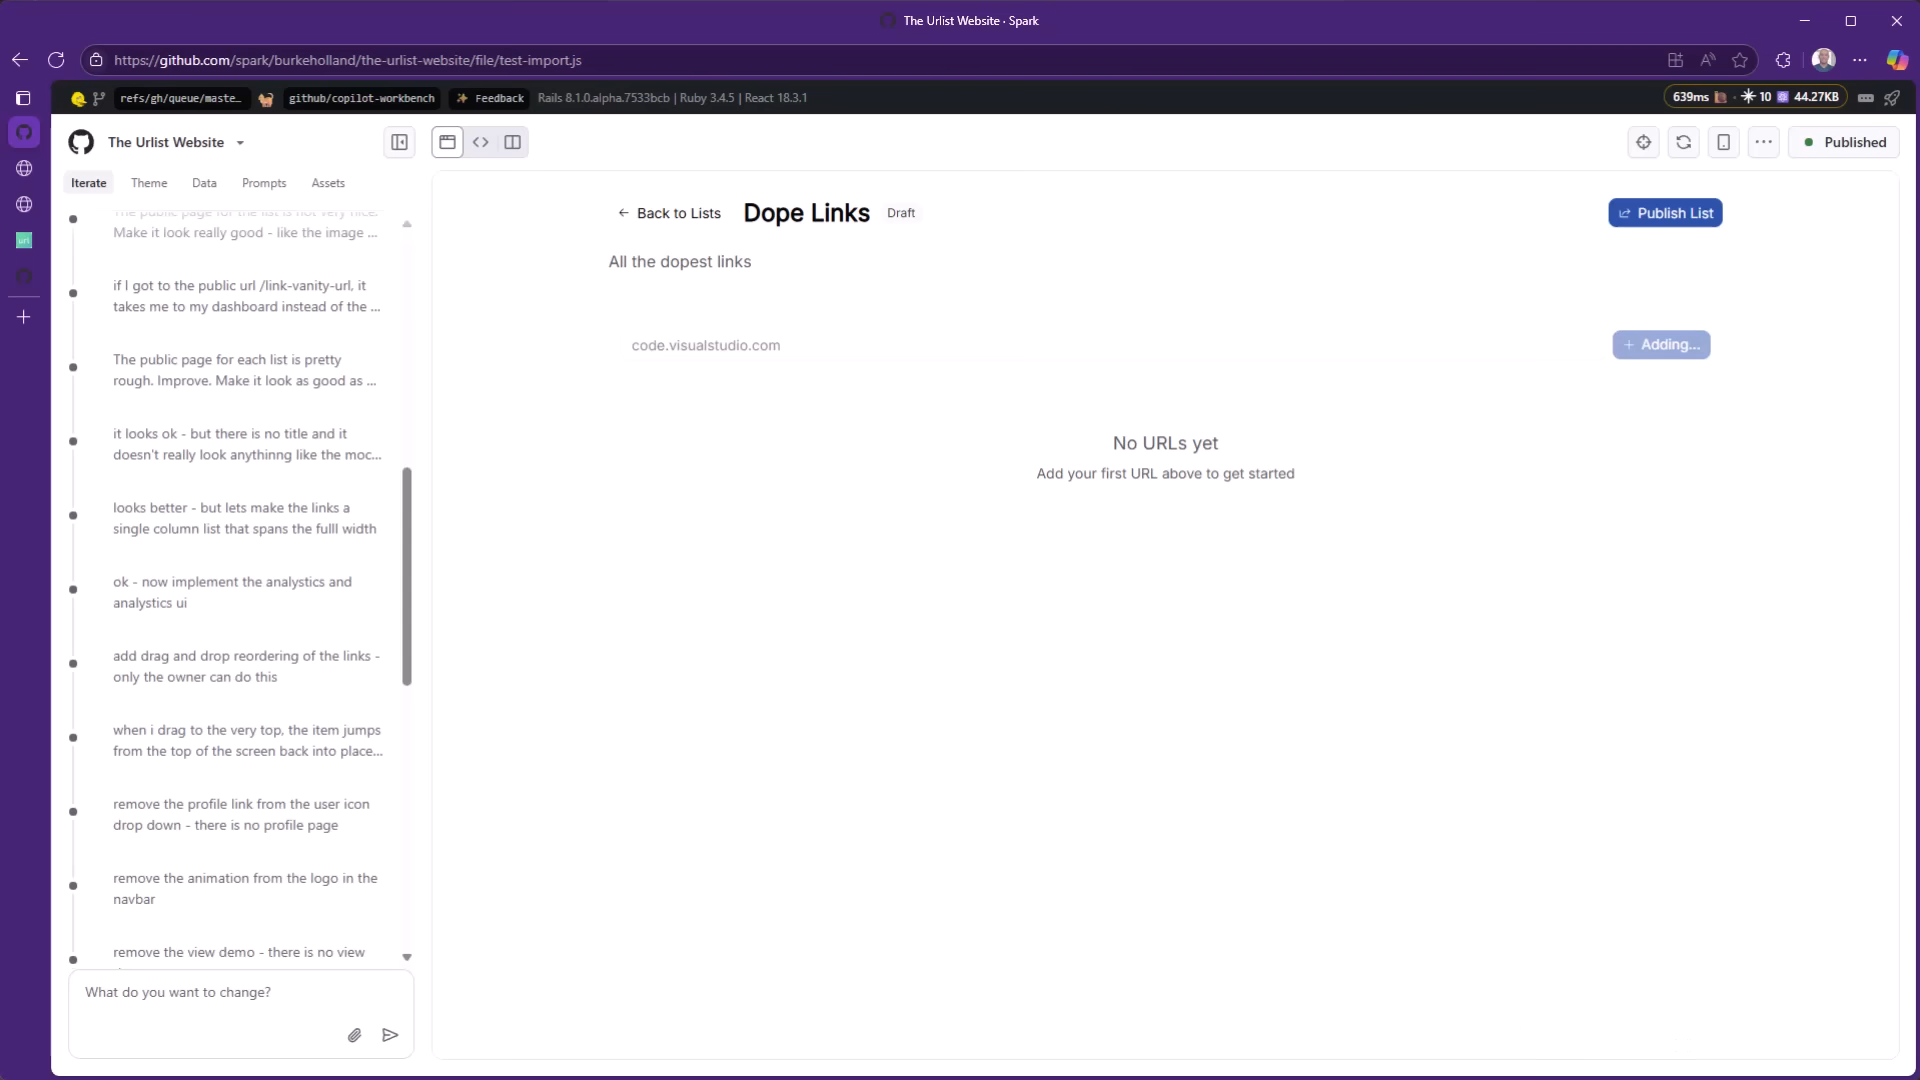 The Urlist Website · Spark
https://github.com/spark/burkeholland/the-urlist-website/file/test-import.js
refs/gh/queue/maste…
github/copilot-workbench
Feedback
Rails 8.1.0.alpha.7533bcb | Ruby 3.4.5 | React 18.3.1
639ms · 10 44.27KB
The Urlist Website
Published
Iterate Theme Data Prompts Assets
The public page for the list is not very nice.
Make it look really good - like the image ...
if I got to the public url /link-vanity-url, it
takes me to my dashboard instead of the ...
The public page for each list is pretty
rough. Improve. Make it look as good as ...
it looks ok - but there is no title and it
doesn't really look anythinng like the moc...
looks better - but lets make the links a
single column list that spans the fulll width
ok - now implement the analystics and
analystics ui
add drag and drop reordering of the links -
only the owner can do this
when i drag to the very top, the item jumps
from the top of the screen back into place...
remove the profile link from the user icon
drop down - there is no profile page
remove the animation from the logo in the
navbar
remove the view demo - there is no view
What do you want to change?
Back to Lists Dope Links Draft
Publish List
All the dopest links
code.visualstudio.com
+ Adding...
No URLs yet
Add your first URL above to get started